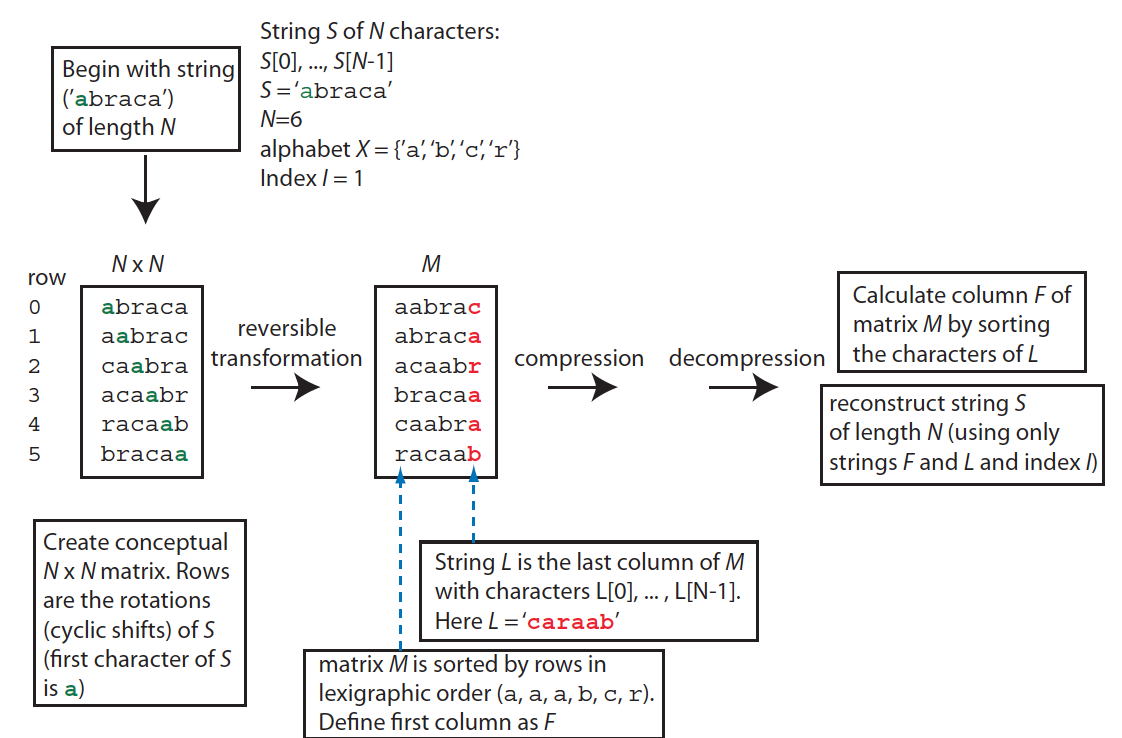 Begin with string
('abraca')
of length N
String S of N characters:
S[0], ..., S[N-1]
S = 'abraca'
N=6
alphabet X = {'a', 'b', 'c', 'r'}
Index I = 1
row
N x N
M
0
1
2
3
4
5
abraca
aabrac
caabra
acaabr
racaab
bracaa
reversible
transformation
aabrac
abraca
acaabr
bracaa
caabra
racaab
compression
decompression
Calculate column F of
matrix M by sorting
the characters of L
reconstruct string S
of length N (using only
strings F and L and index I)
Create conceptual
N x N matrix. Rows
are the rotations
(cyclic shifts) of S
(first character of S
is a)
String L is the last column of M
with characters L[0], ... , L[N-1].
Here L = 'caraab'
matrix M is sorted by rows in
lexigraphic order (a, a, a, b, c, r).
Define first column as F